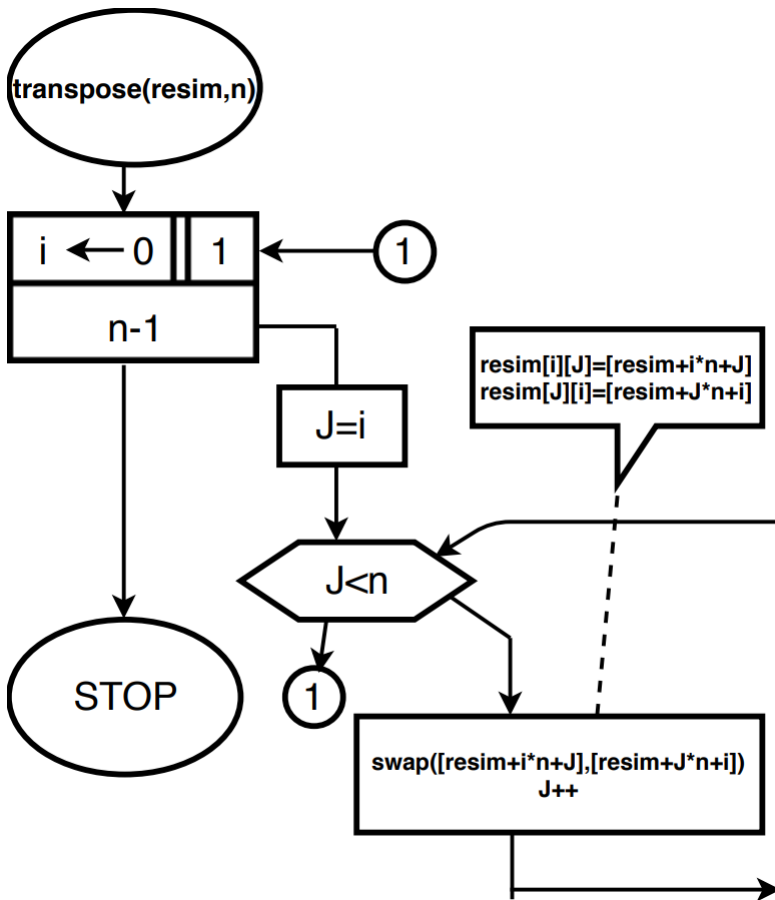 transpose(resim,n)
i ← 0 1
1
n-1
resim[i][J]=[resim+i*n+J]
resim[J][i]=[resim+J*n+i]
J=i
J<n
STOP
1
swap([resim+i*n+J],[resim+J*n+i])
J++